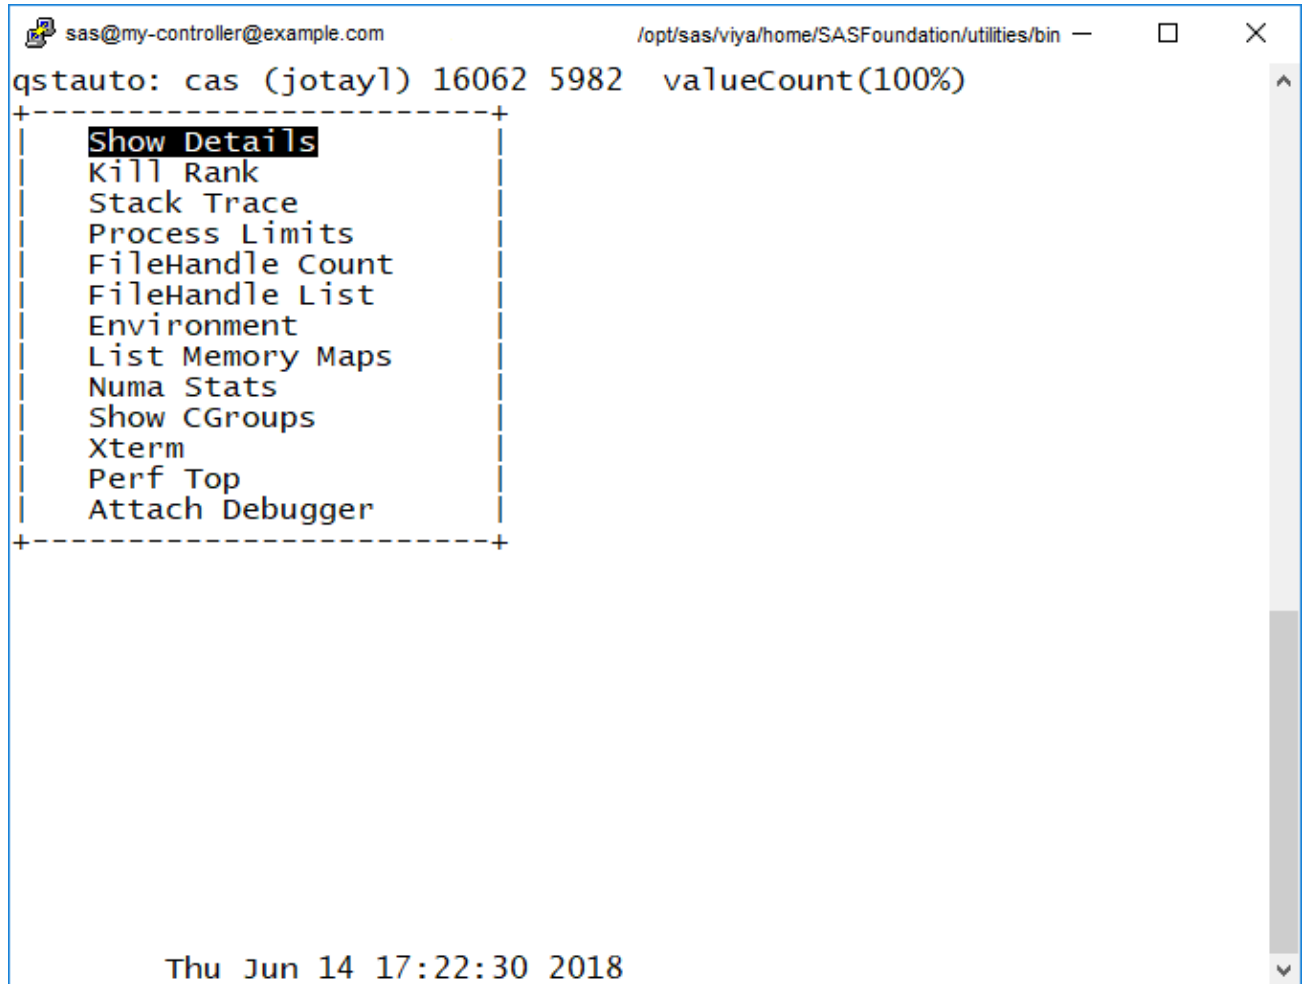 sas@my-controller@example.com /opt/sas/viya/home/SASFoundation/utilities/bin
qstauto: cas (jotayl) 16062 5982 valueCount(100%)
+------------------------+
| Show Details |
| Kill Rank |
| Stack Trace |
| Process Limits |
| FileHandle Count |
| FileHandle List |
| Environment |
| List Memory Maps |
| Numa Stats |
| Show CGroups |
| Xterm |
| Perf Top |
| Attach Debugger |
+------------------------+
Thu Jun 14 17:22:30 2018